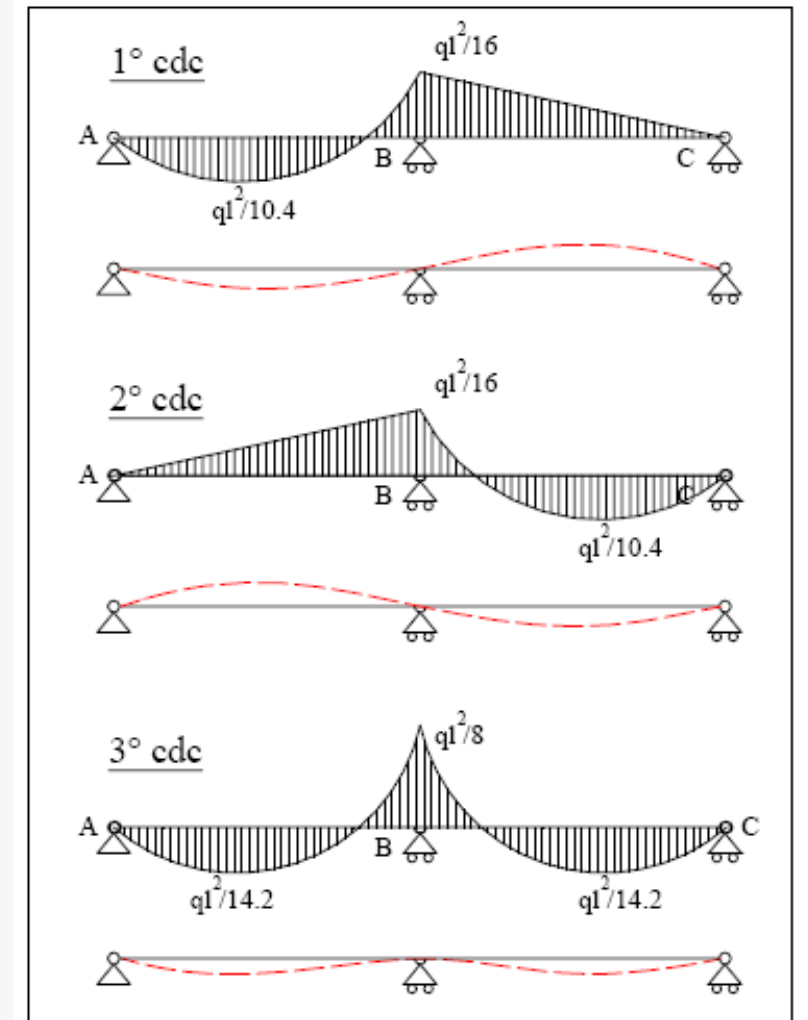 ql²/16
1° cdc
A
B
C
ql²/10.4
ql²/16
2° cdc
A
B
C
ql²/10.4
ql²/8
3° cdc
A
B
C
ql²/14.2
ql²/14.2